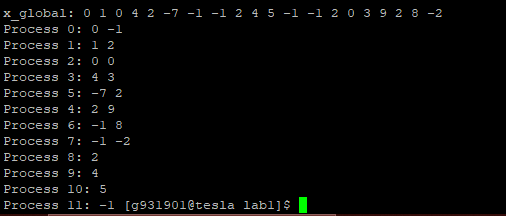 x_global: 0 1 0 4 2 -7 -1 -1 2 4 5 -1 -1 2 0 3 9 2 8 -2
Process 0: 0 -1
Process 1: 1 2
Process 2: 0 0
Process 3: 4 3
Process 5: -7 2
Process 4: 2 9
Process 6: -1 8
Process 7: -1 -2
Process 8: 2
Process 9: 4
Process 10: 5
Process 11: -1 [g931901@tesla lab1]$